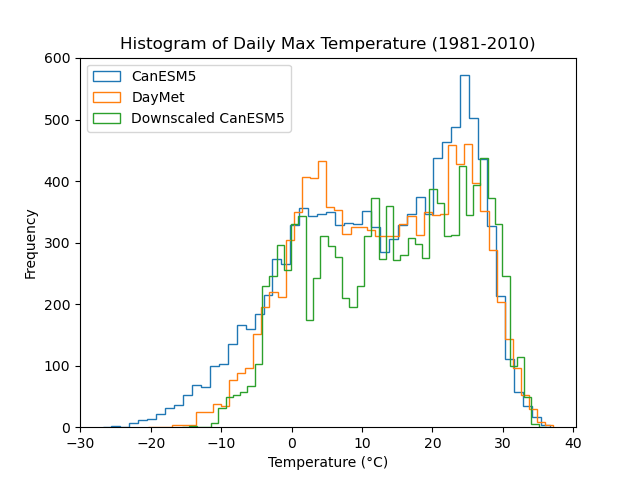 Histogram of Daily Max Temperature (1981-2010)
CanESM5
DayMet
Downscaled CanESM5
600
500
400
300
200
100
0
Frequency
−30
−20
−10
0
10
20
30
40
Temperature (°C)